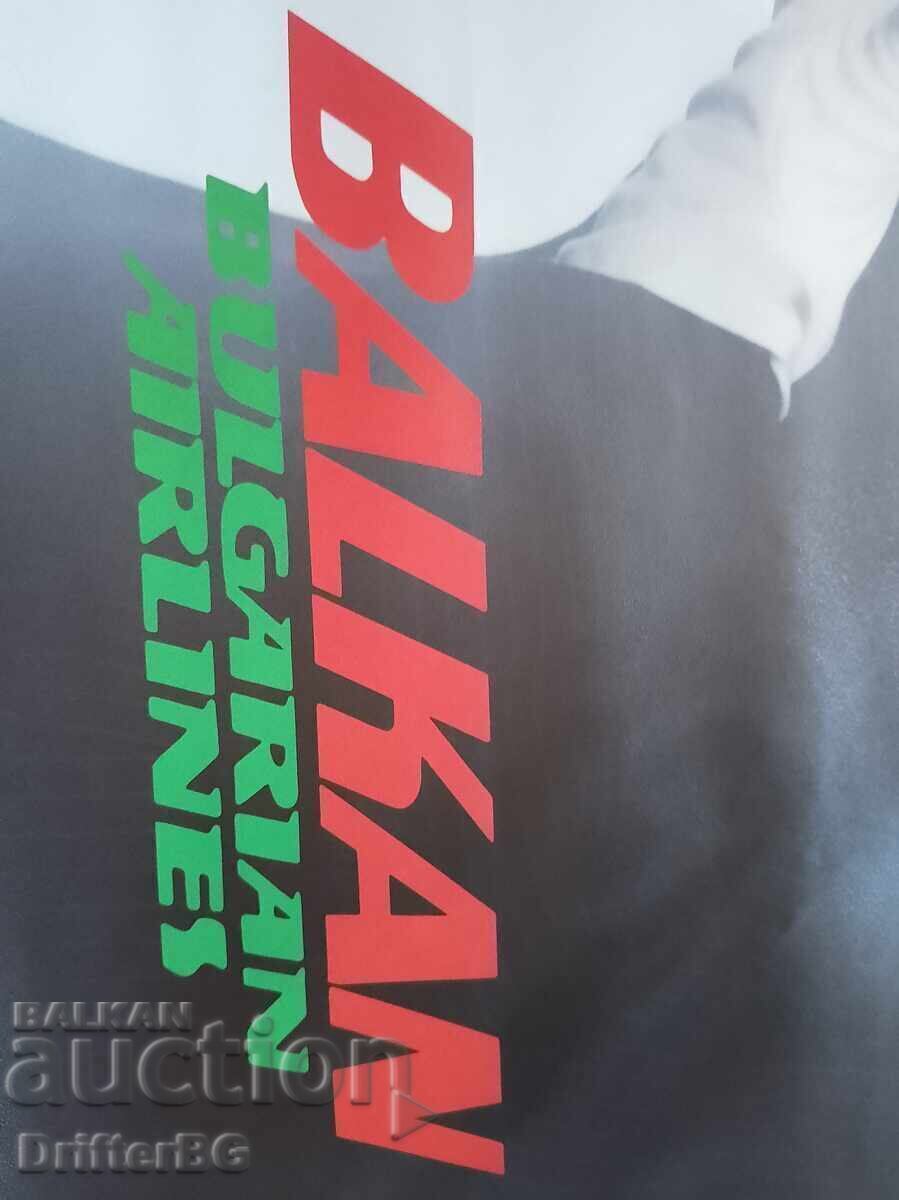 BALKAN
BULGARIAN
AIRLINES
BALKAN
auction
DrifterBG